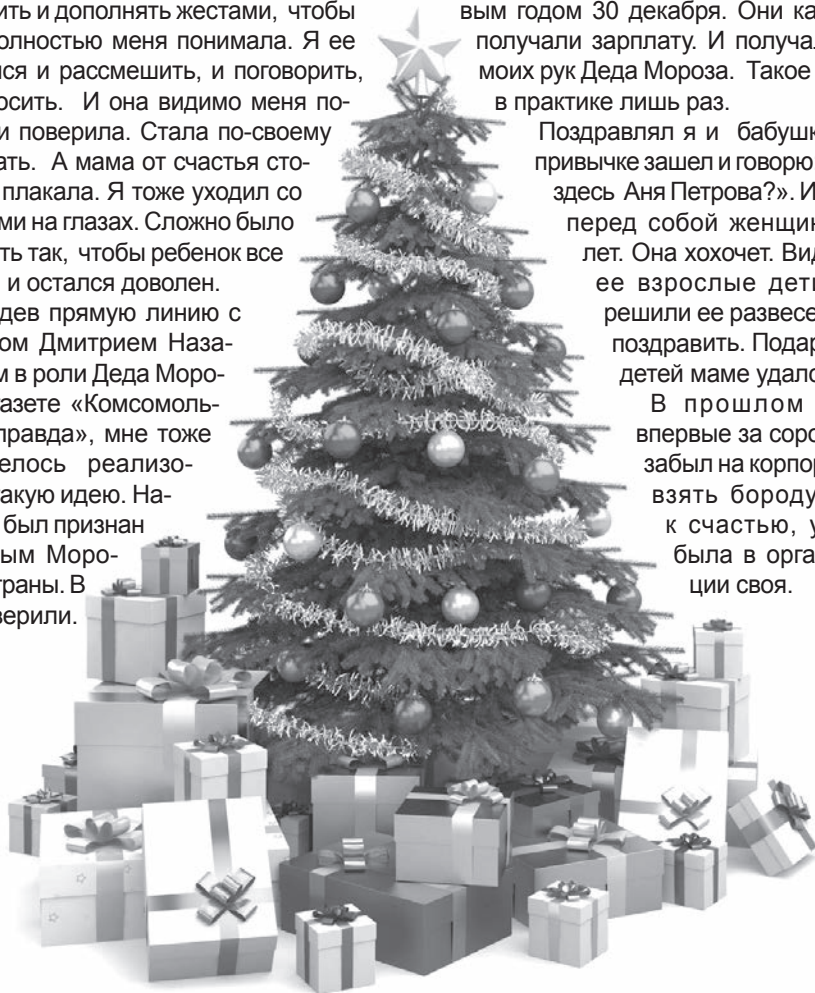 ить и дополнять жестами, чтобы
олностью меня понимала. Я ее
лся и рассмешить, и поговорить,
осить. И она видимо меня по-
и поверила. Стала по-своему
ать. А мама от счастья сто-
плакала. Я тоже уходил со
ми на глазах. Сложно было
ть так, чтобы ребенок все
и остался доволен.
дев прямую линию с
ом Дмитрием Наза-
м в роли Деда Моро-
азете «Комсомоль-
правда», мне тоже
елось реализо-
акую идею. На-
был признан
ым Моро-
траны. В
верили.
вым годом 30 декабря. Они ка
получали зарплату. И получал
моих рук Деда Мороза. Такое
в практике лишь раз.
Поздравлял я и бабушк
привычке зашел и говорю
здесь Аня Петрова?». И
перед собой женщин
лет. Она хохочет. Вид
ее взрослые дети
решили ее развесе
поздравить. Подар
детей маме удало
В прошлом
впервые за соро
забыл на корпор
взять бороду
к счастью, у
была в орга
ции своя.